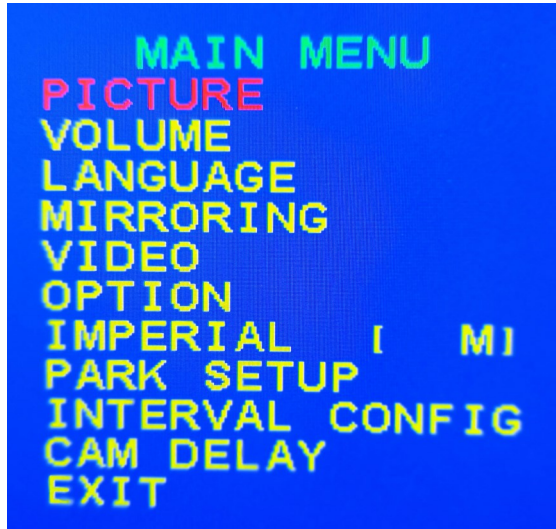 MAIN MENU
PICTURE
VOLUME
LANGUAGE
MIRRORING
VIDEO
OPTION
IMPERIAL [ M]
PARK SETUP
INTERVAL CONFIG
CAM DELAY
EXIT